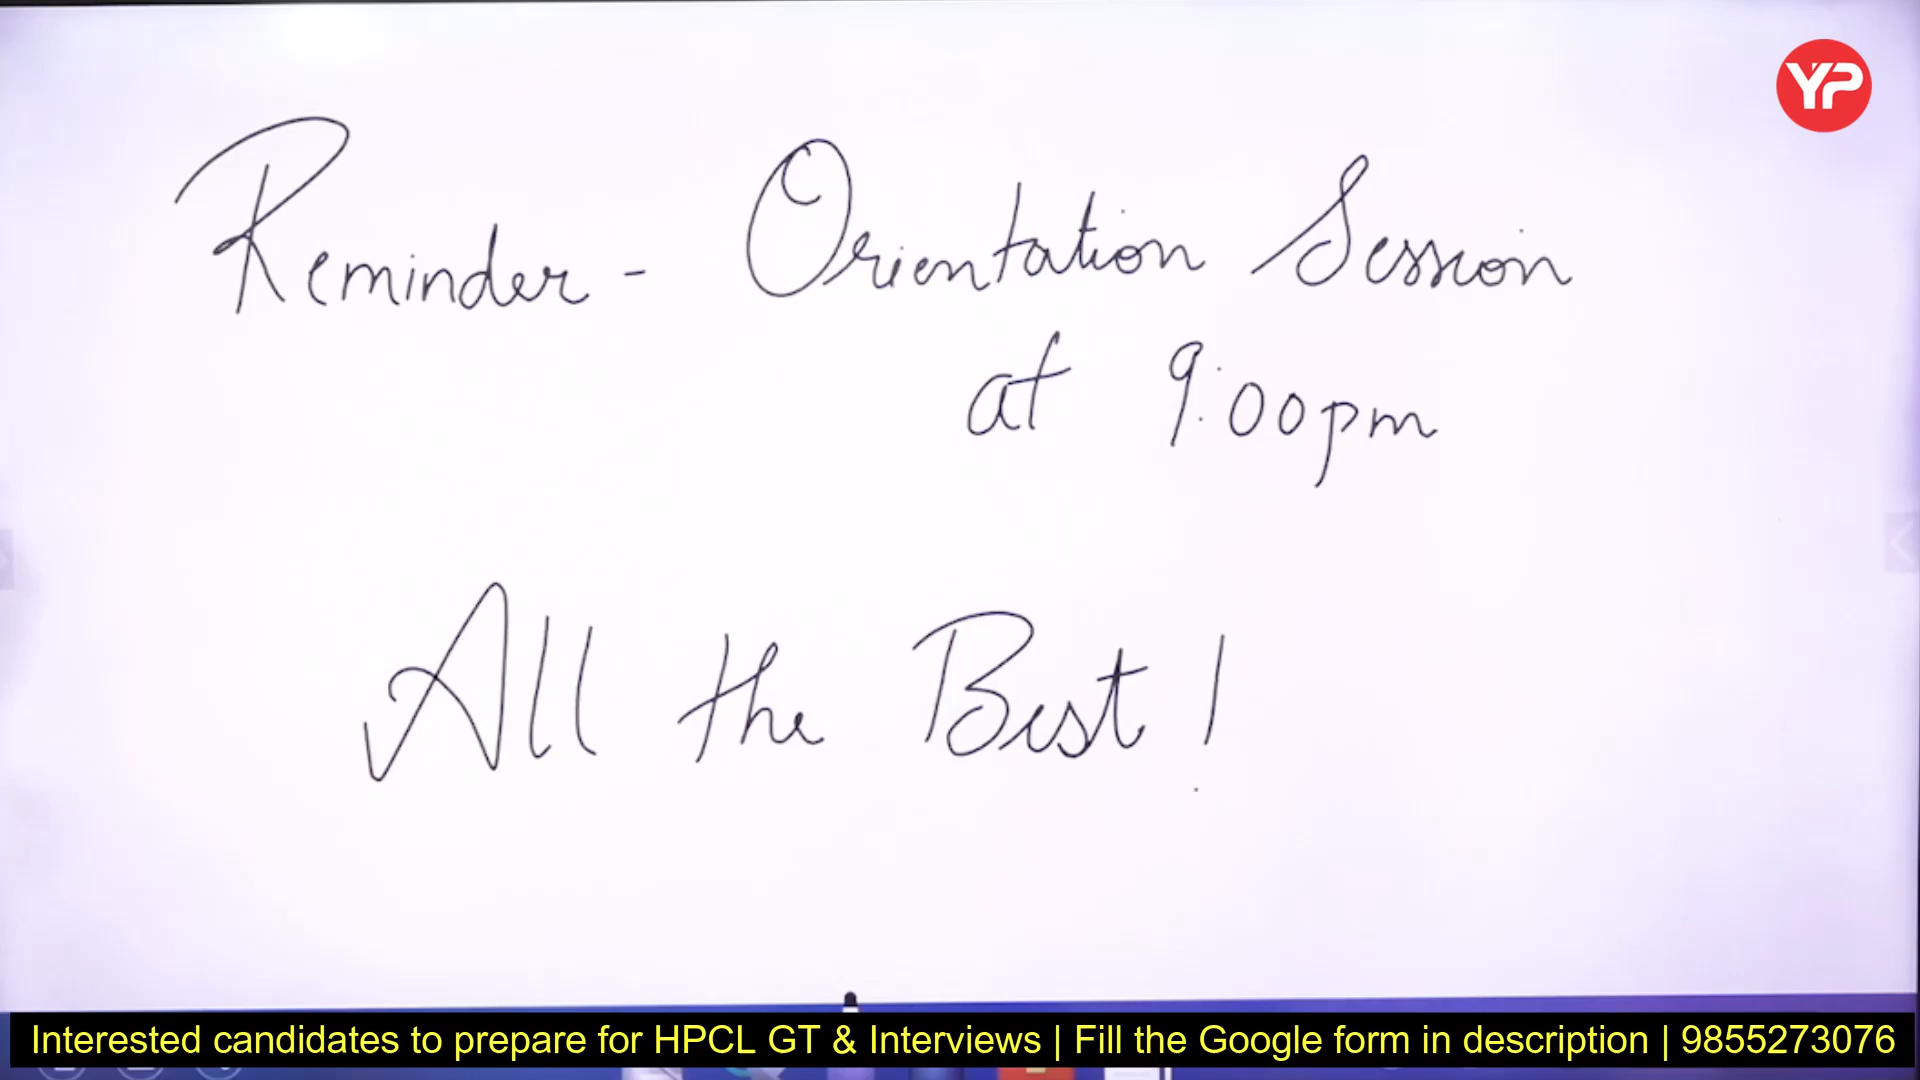 YP
Reminder - Orientation Session
at 9:00pm
All the Best !
Interested candidates to prepare for HPCL GT & Interviews | Fill the Google form in description | 9855273076